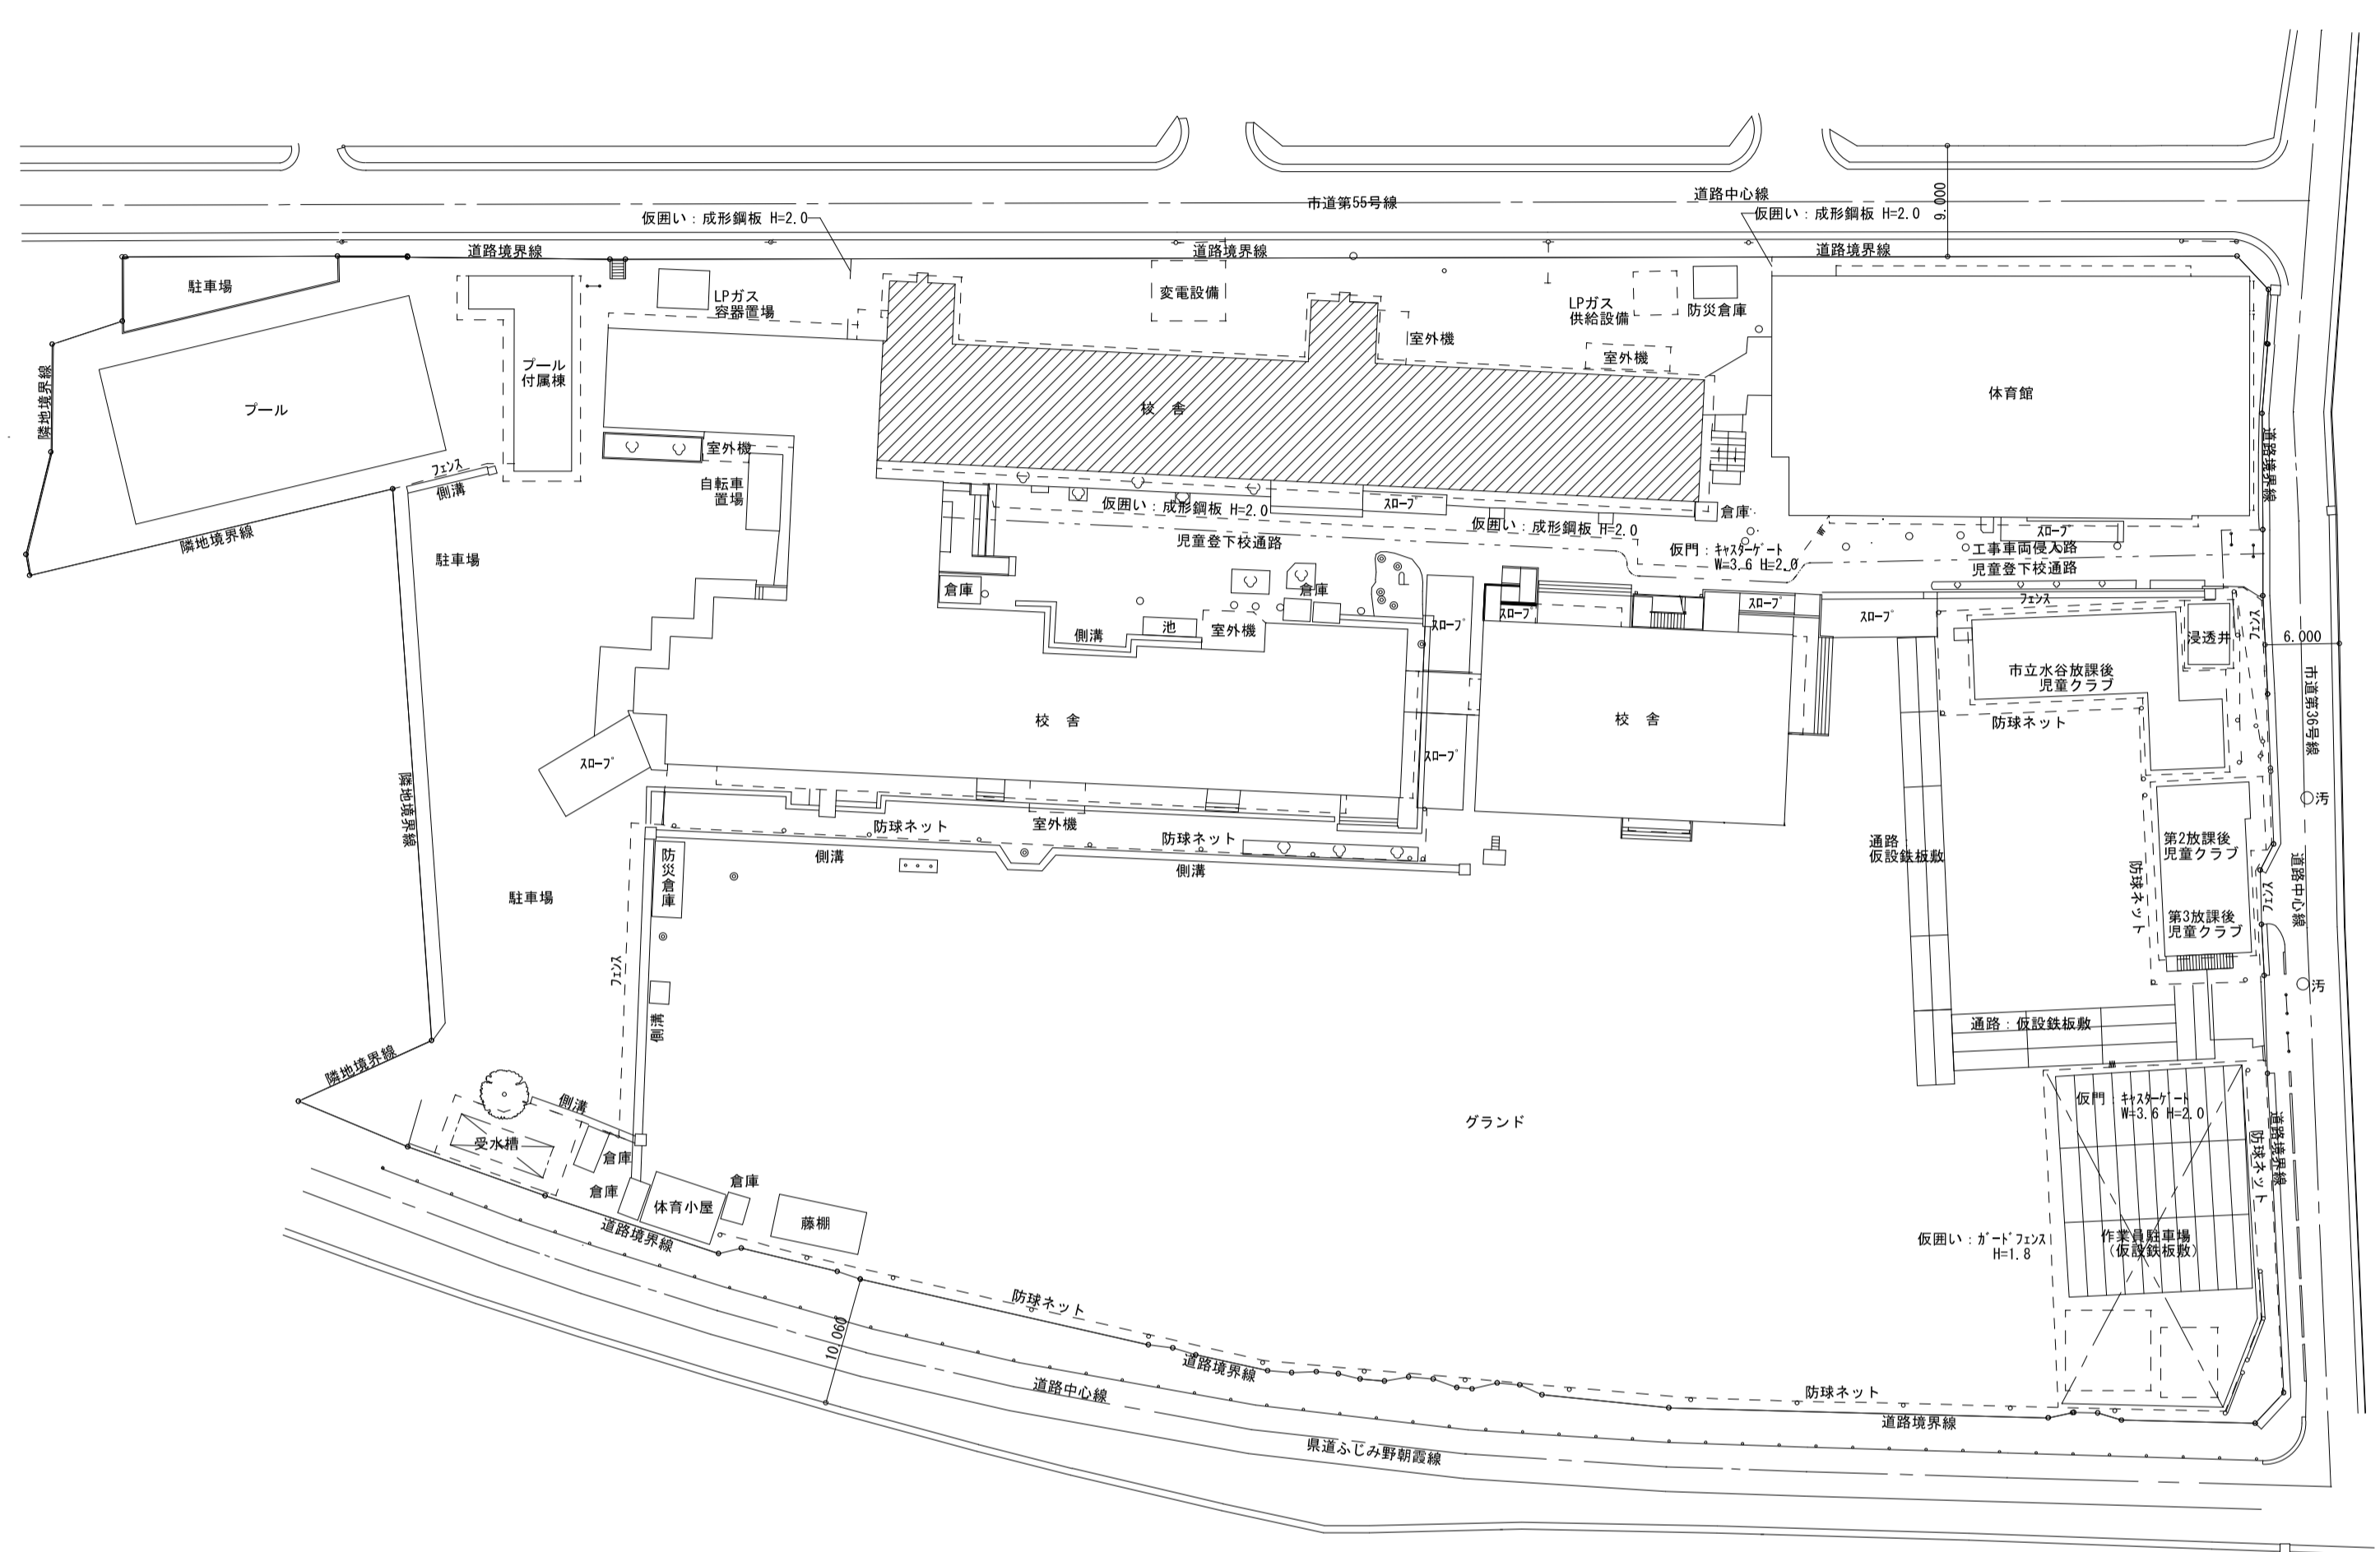 市道第55号線
道路中心線
9.000
仮囲い：成形鋼板 H=2.0
仮囲い：成形鋼板 H=2.0
道路境界線
道路境界線
道路境界線
駐車場
LPガス
容器置場
変電設備
LPガス
供給設備
防災倉庫
室外機
室外機
プール
付属棟
プール
隣地境界線
校　舎
体育館
道路境界線
フェンス
側溝
室外機
自転車
置場
隣地境界線
駐車場
仮囲い：成形鋼板 H=2.0
スロープ
倉庫
仮囲い：成形鋼板 H=2.0
児童登下校通路
仮門：キャスターゲート
W=3.6 H=2.0
スロープ
工事車両侵入路
児童登下校通路
倉庫
倉庫
池
側溝
室外機
スロープ
スロープ
スロープ
スロープ
フェンス
フェンス
浸透井
6.000
市立水谷放課後
児童クラブ
防球ネット
市道第36号線
校　舎
校　舎
スロープ
スロープ
隣地境界線
防球ネット
室外機
防球ネット
側溝
側溝
防災倉庫
通路
仮設鉄板敷
第2放課後
児童クラブ
防球ネット
汚
道路中心線
フェンス
第3放課後
児童クラブ
駐車場
フェンス
側溝
汚
通路：仮設鉄板敷
隣地境界線
側溝
受水槽
倉庫
倉庫
体育小屋
倉庫
藤棚
グランド
仮門：キャスターゲート
W=3.6 H=2.0
道路境界線
防球ネット
仮囲い：ガードフェンス
H=1.8
作業員駐車場
（仮設鉄板敷）
道路境界線
10.060
防球ネット
道路境界線
道路中心線
防球ネット
道路境界線
県道ふじみ野朝霞線